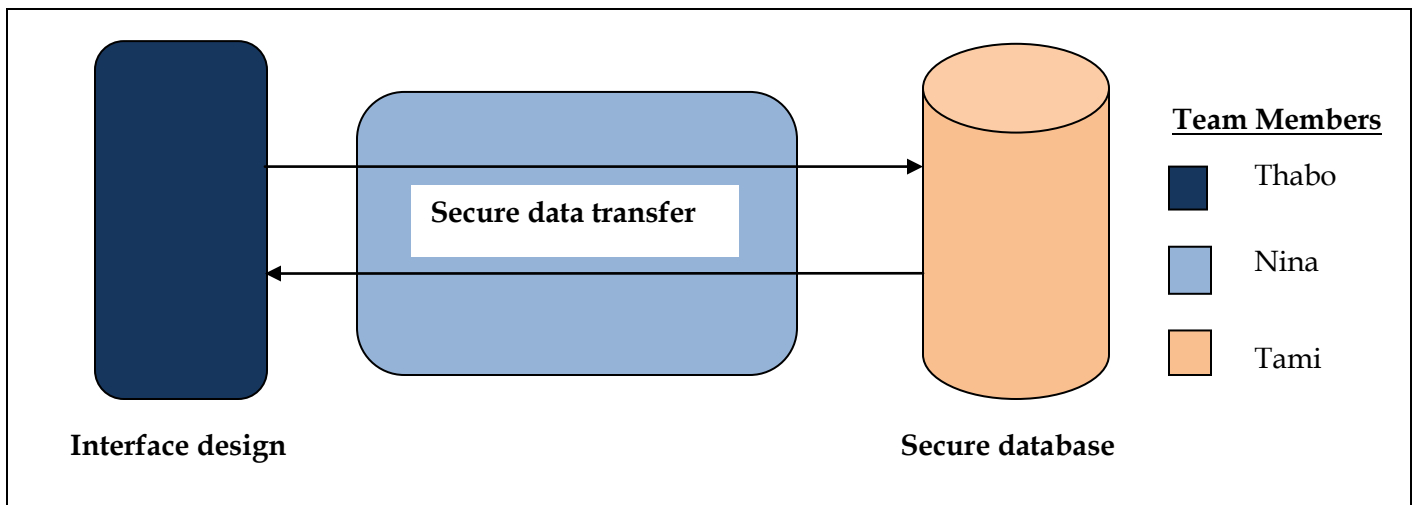 Team Members
Thabo
Secure data transfer
Nina
Tami
Interface design
Secure database